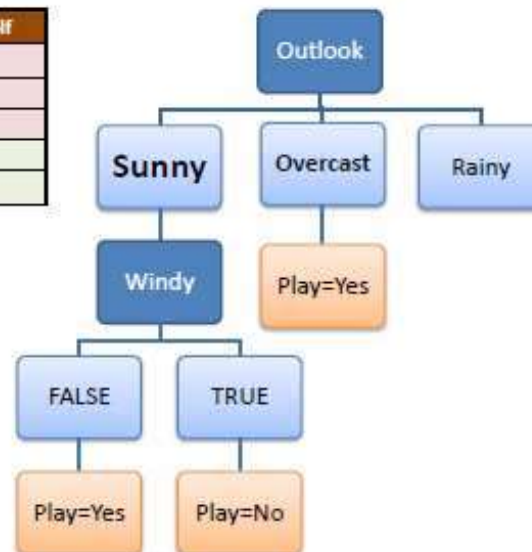 Outlook
Sunny
Overcast
Rainy
Windy
Play=Yes
FALSE
TRUE
Play=Yes
Play=No